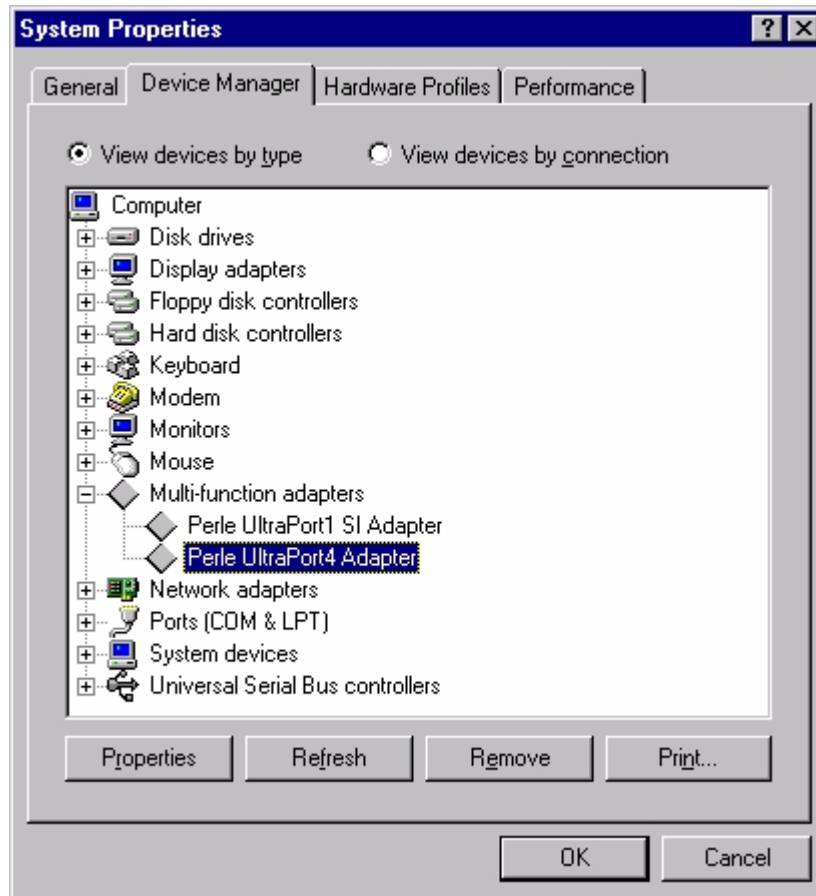 System Properties
General Device Manager Hardware Profiles Performance
View devices by type View devices by connection
Computer
Disk drives
Display adapters
Floppy disk controllers
Hard disk controllers
Keyboard
Modem
Monitors
Mouse
Multi-function adapters
Perle UltraPort1 SI Adapter
Perle UltraPort4 Adapter
Network adapters
Ports (COM & LPT)
System devices
Universal Serial Bus controllers
Properties Refresh Remove Print...
OK Cancel